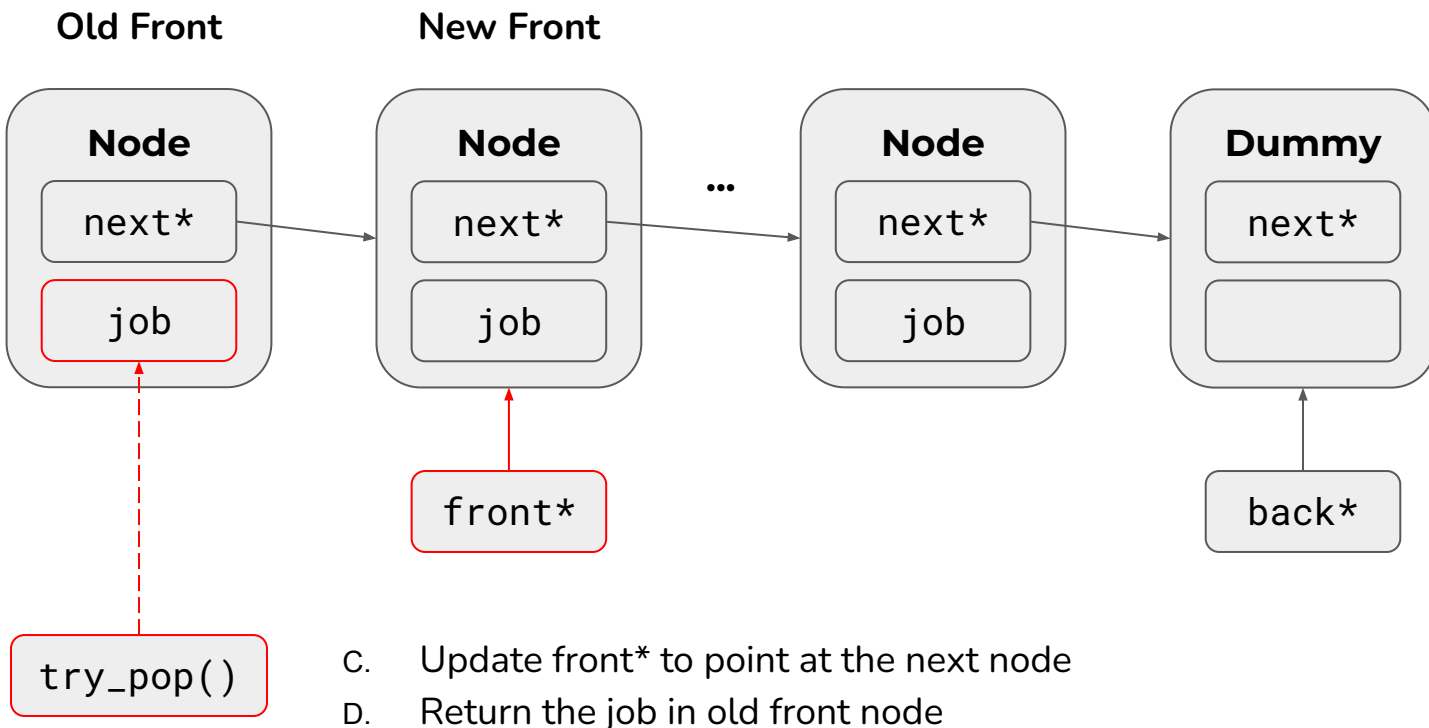 Old Front
New Front
Node
Node
Node
Dummy
next*
next*
...
next*
next*
job
job
job
front*
back*
try_pop()
C. Update front* to point at the next node
D. Return the job in old front node